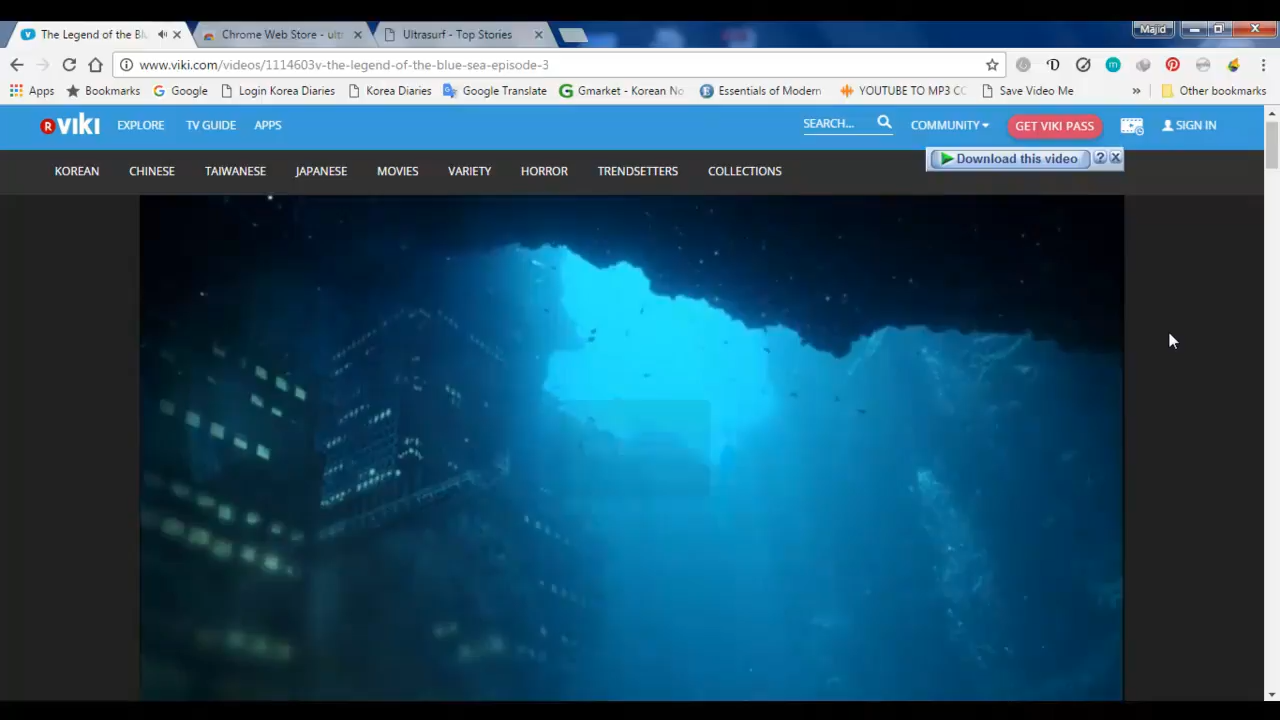 The Legend of the Blu
Chrome Web Store - ultr
Ultrasurf - Top Stories
Majid
www.viki.com/videos/1114603v-the-legend-of-the-blue-sea-episode-3
Apps
Bookmarks
Google
Login Korea Diaries
Korea Diaries
Google Translate
Gmarket - Korean No
Essentials of Modern
YOUTUBE TO MP3 CO
Save Video Me
»
Other bookmarks
R VIKI
EXPLORE
TV GUIDE
APPS
SEARCH...
COMMUNITY
GET VIKI PASS
SIGN IN
Download this video
?
KOREAN
CHINESE
TAIWANESE
JAPANESE
MOVIES
VARIETY
HORROR
TRENDSETTERS
COLLECTIONS